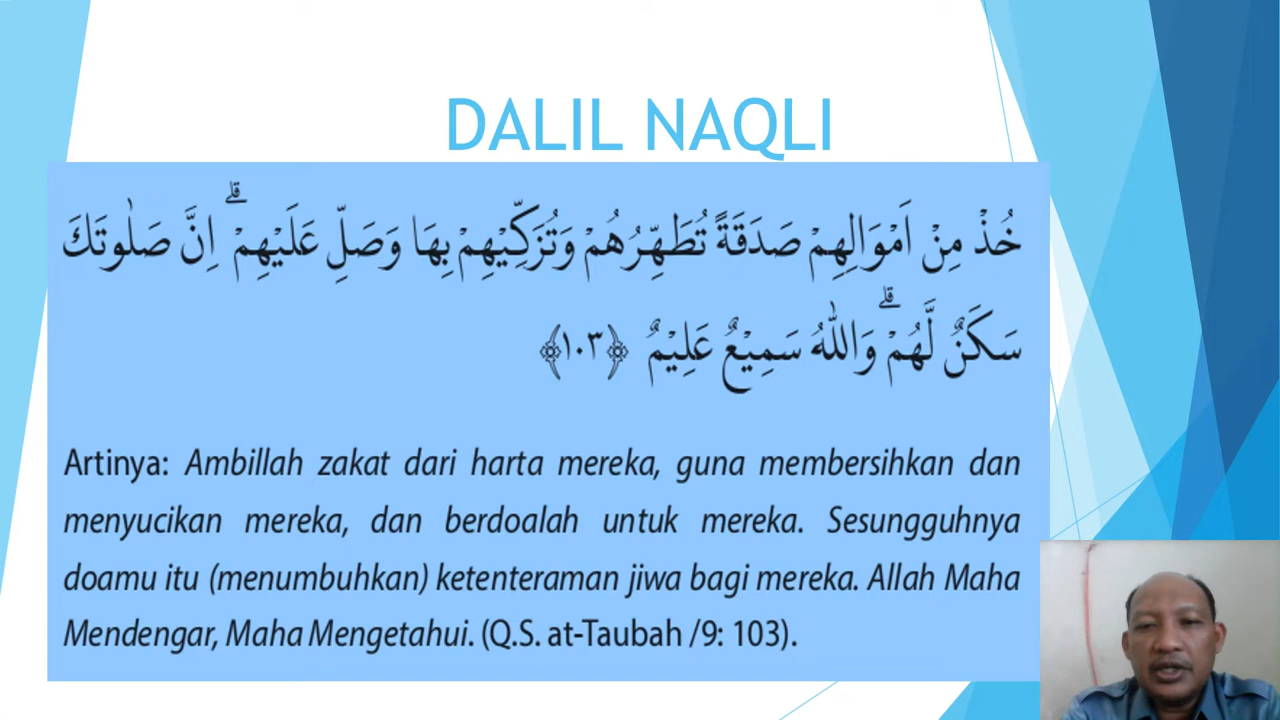 DALIL NAQLI
خُذْ مِنْ اَمْوَالِهِمْ صَدَقَةً تُطَهِّرُهُمْ وَتُزَكِّيْهِمْ بِهَا وَصَلِّ عَلَيْهِمْۗ اِنَّ صَلٰوتَكَ
سَكَنٌ لَّهُمْۗ وَاللّٰهُ سَمِيْعٌ عَلِيْمٌ ﴿١٠٣﴾
Artinya: Ambillah zakat dari harta mereka, guna membersihkan dan
menyucikan mereka, dan berdoalah untuk mereka. Sesungguhnya
doamu itu (menumbuhkan) ketenteraman jiwa bagi mereka. Allah Maha
Mendengar, Maha Mengetahui. (Q.S. at-Taubah /9: 103).